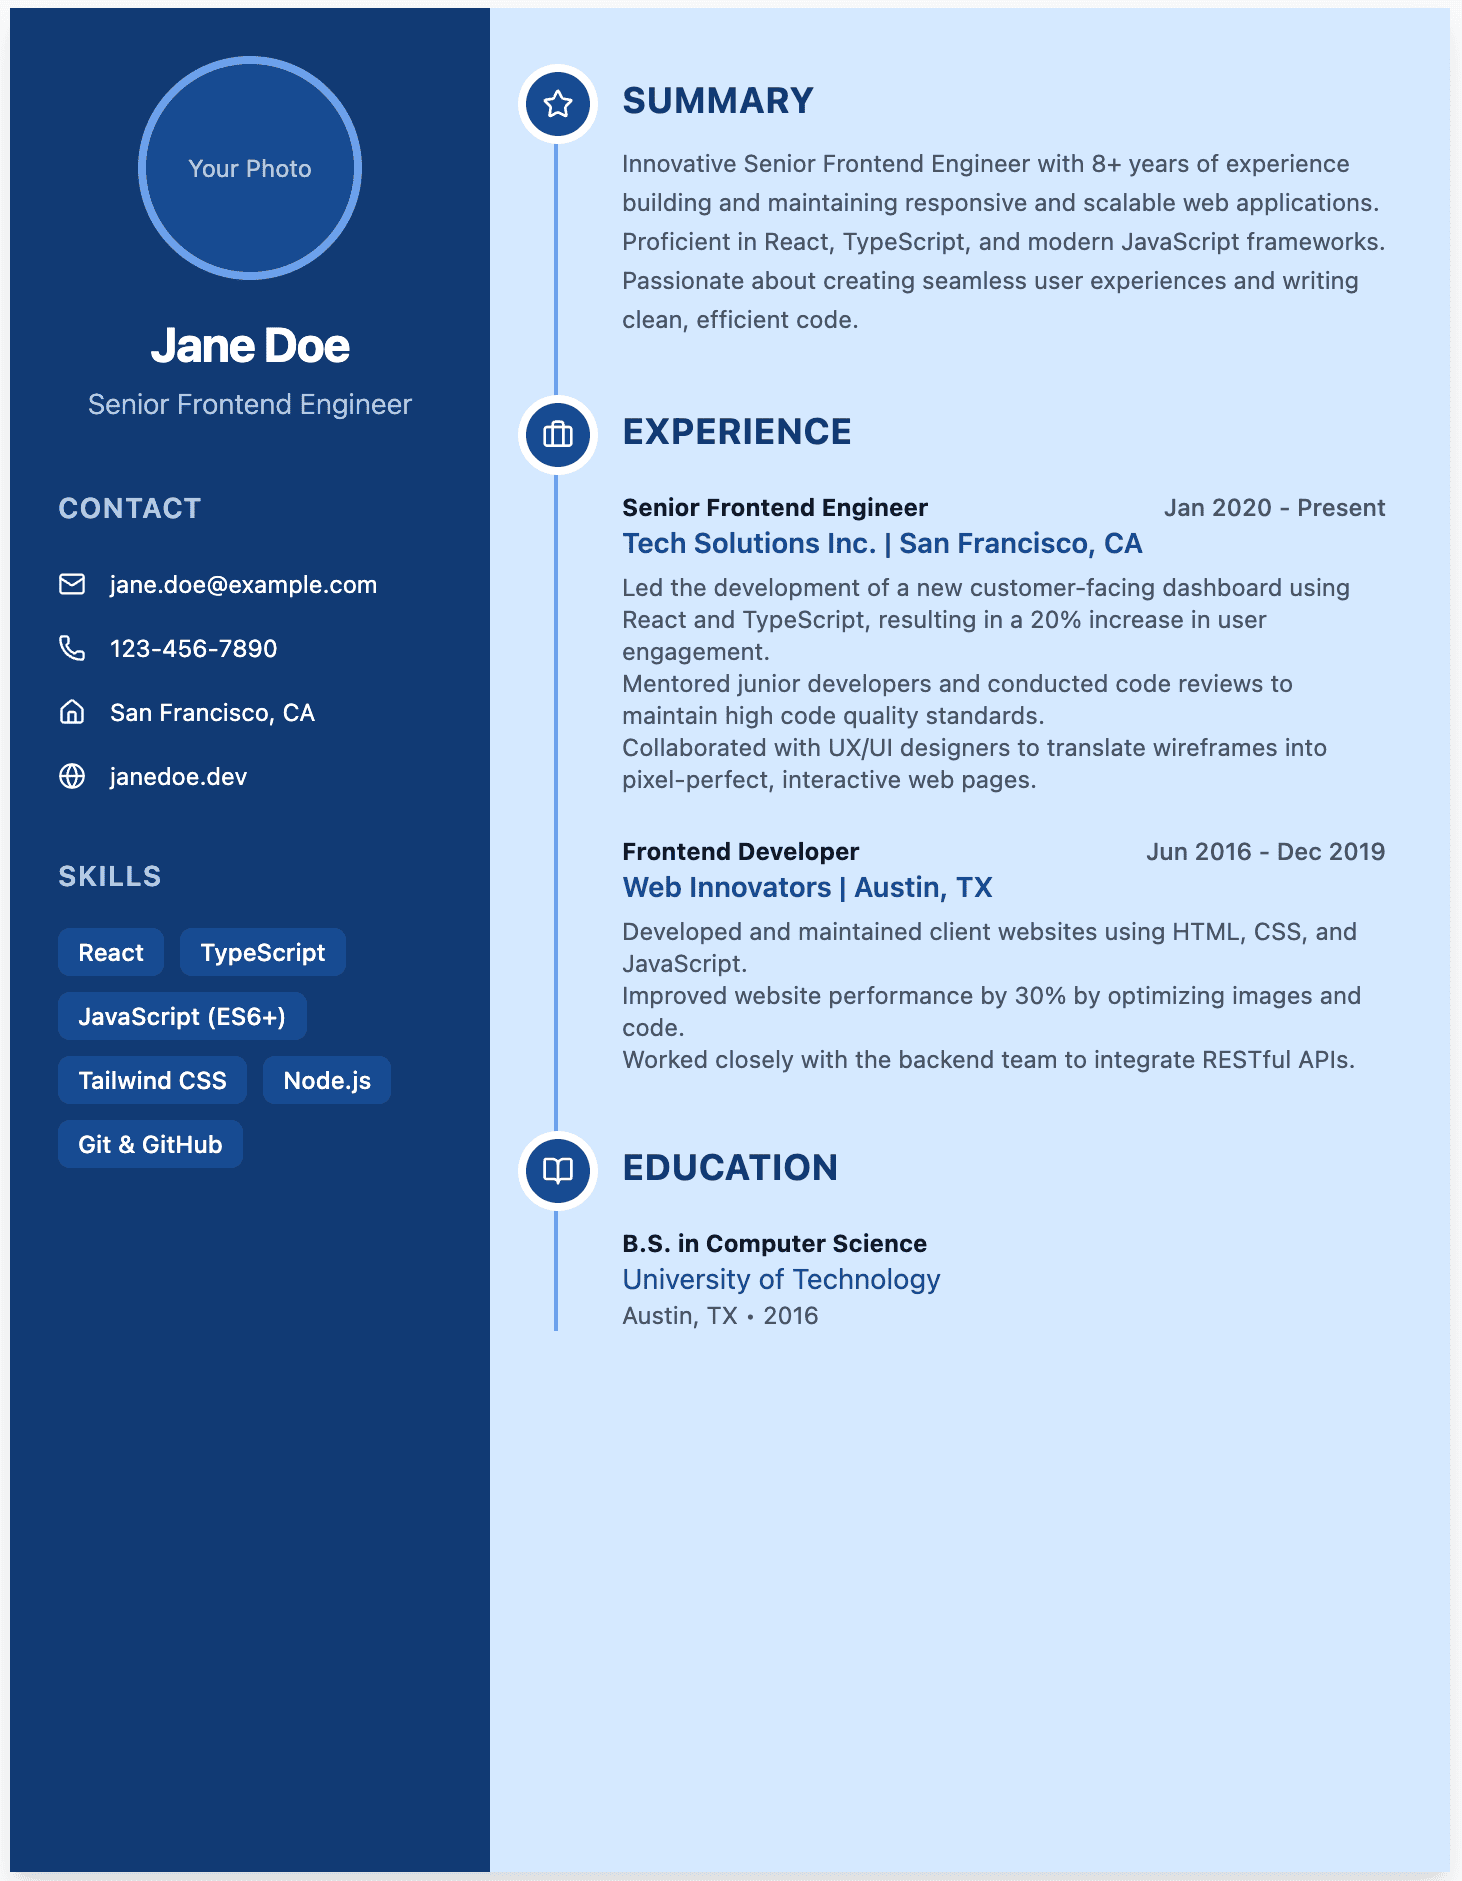 Your Photo
Jane Doe
Senior Frontend Engineer
CONTACT
jane.doe@example.com
123-456-7890
San Francisco, CA
janedoe.dev
SKILLS
React TypeScript
JavaScript (ES6+)
Tailwind CSS Node.js
Git & GitHub
SUMMARY
Innovative Senior Frontend Engineer with 8+ years of experience
building and maintaining responsive and scalable web applications.
Proficient in React, TypeScript, and modern JavaScript frameworks.
Passionate about creating seamless user experiences and writing
clean, efficient code.
EXPERIENCE
Senior Frontend Engineer Jan 2020 - Present
Tech Solutions Inc. | San Francisco, CA
Led the development of a new customer-facing dashboard using
React and TypeScript, resulting in a 20% increase in user
engagement.
Mentored junior developers and conducted code reviews to
maintain high code quality standards.
Collaborated with UX/UI designers to translate wireframes into
pixel-perfect, interactive web pages.
Frontend Developer Jun 2016 - Dec 2019
Web Innovators | Austin, TX
Developed and maintained client websites using HTML, CSS, and
JavaScript.
Improved website performance by 30% by optimizing images and
code.
Worked closely with the backend team to integrate RESTful APIs.
EDUCATION
B.S. in Computer Science
University of Technology
Austin, TX • 2016